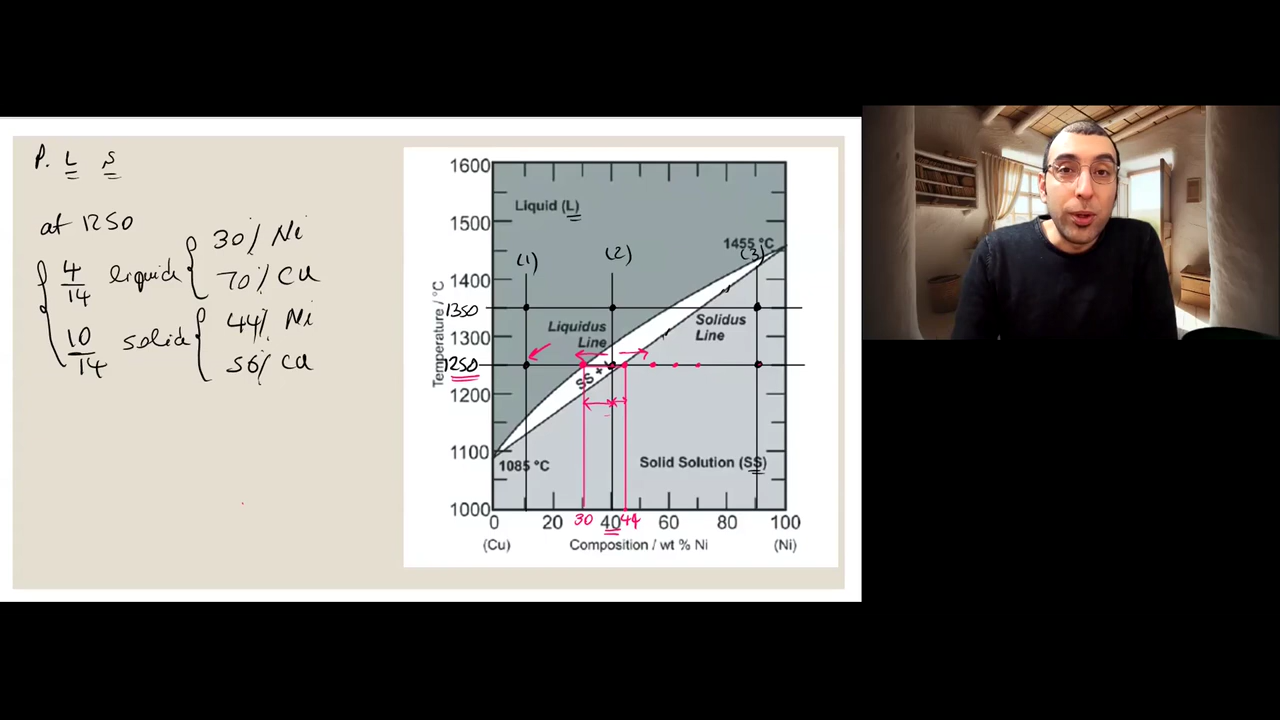 P. L S
at 1250
4/14 liquid { 30% Ni
70% Cu
10/14 solid { 44% Ni
56% Cu
1600
1500
1400
1300
1200
1100
1000
Temperature / °C
1350
1250
Liquid (L)
1455 °C
(1) (2) (3)
Liquidus
Line
Solidus
Line
SS + L
Solid Solution (SS)
1085 °C
0 20 30 40 44 60 80 100
(Cu) Composition / wt % Ni (Ni)